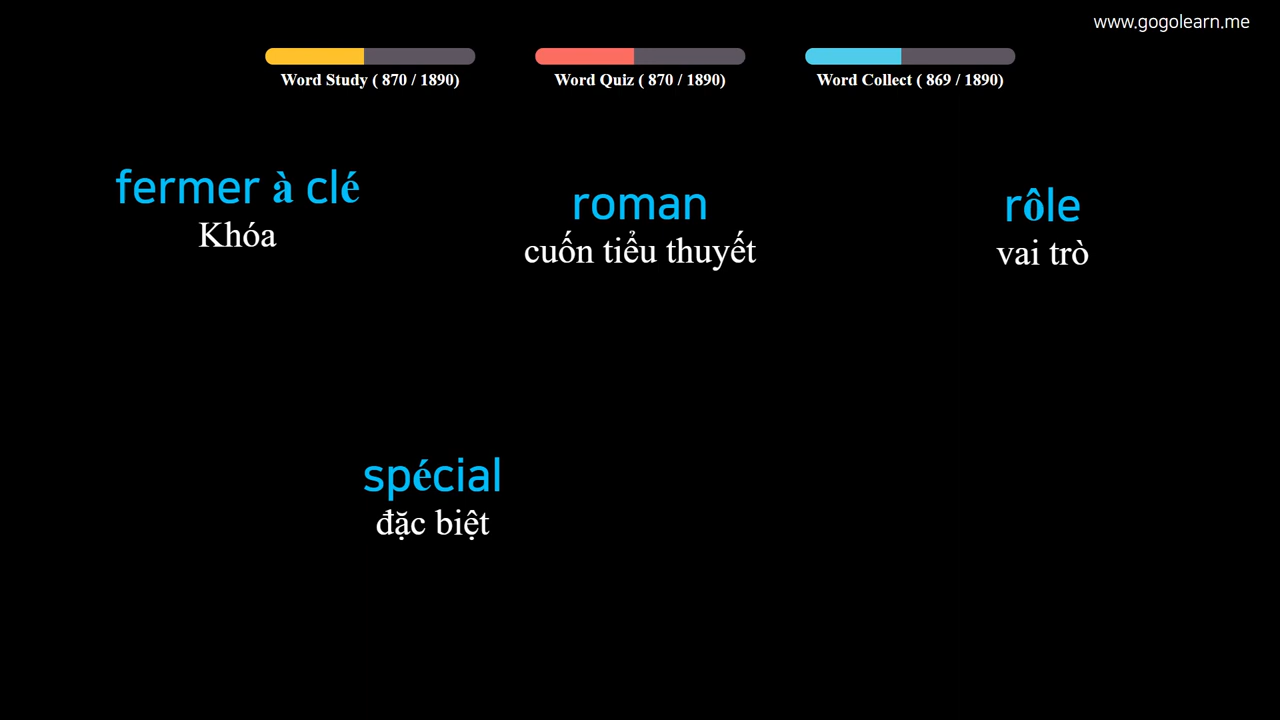 www.gogolearn.me
Word Study ( 870 / 1890)
Word Quiz ( 870 / 1890)
Word Collect ( 869 / 1890)
fermer à clé
Khóa
roman
cuốn tiểu thuyết
rôle
vai trò
spécial
đặc biệt